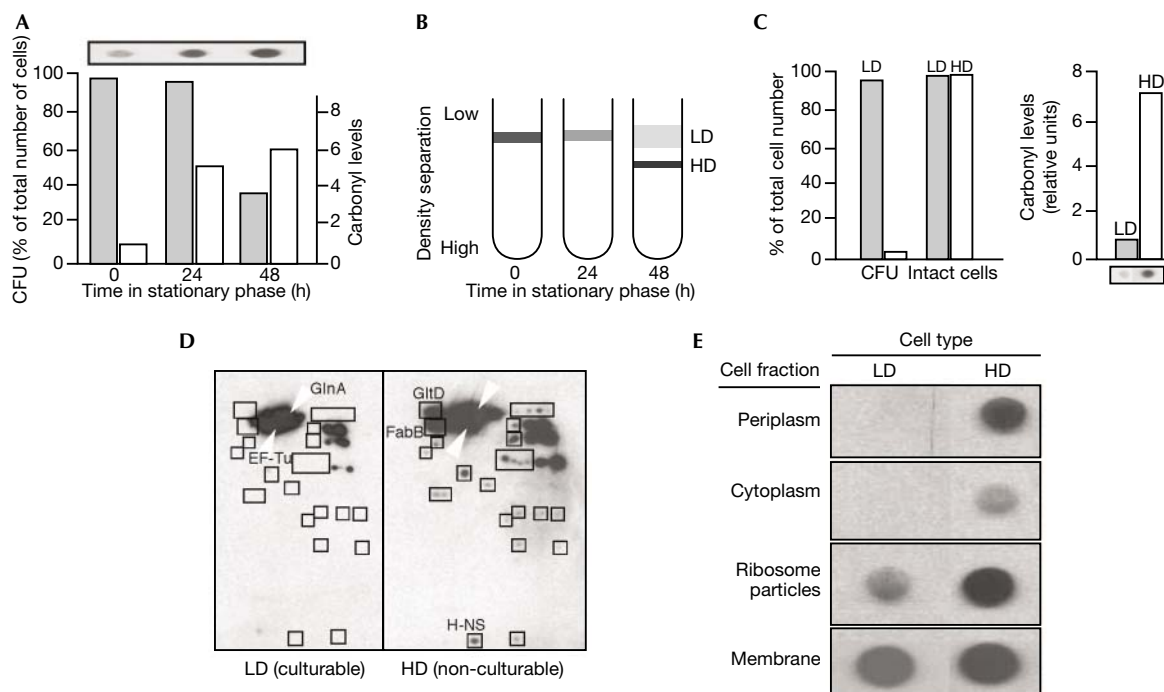 A
CFU (% of total number of cells)
100
80
60
40
20
0
8
6
4
2
0
Carbonyl levels
0 24 48
Time in stationary phase (h)
B
Density separation
Low
High
LD
HD
0 24 48
Time in stationary phase (h)
C
% of total cell number
100
80
60
40
20
0
LD LD HD
CFU Intact cells
Carbonyl levels
(relative units)
8
6
4
2
0
LD
HD
D
GlnA
EF-Tu
GltD
FabB
H-NS
LD (culturable) HD (non-culturable)
E
Cell type
Cell fraction LD HD
Periplasm
Cytoplasm
Ribosome
particles
Membrane